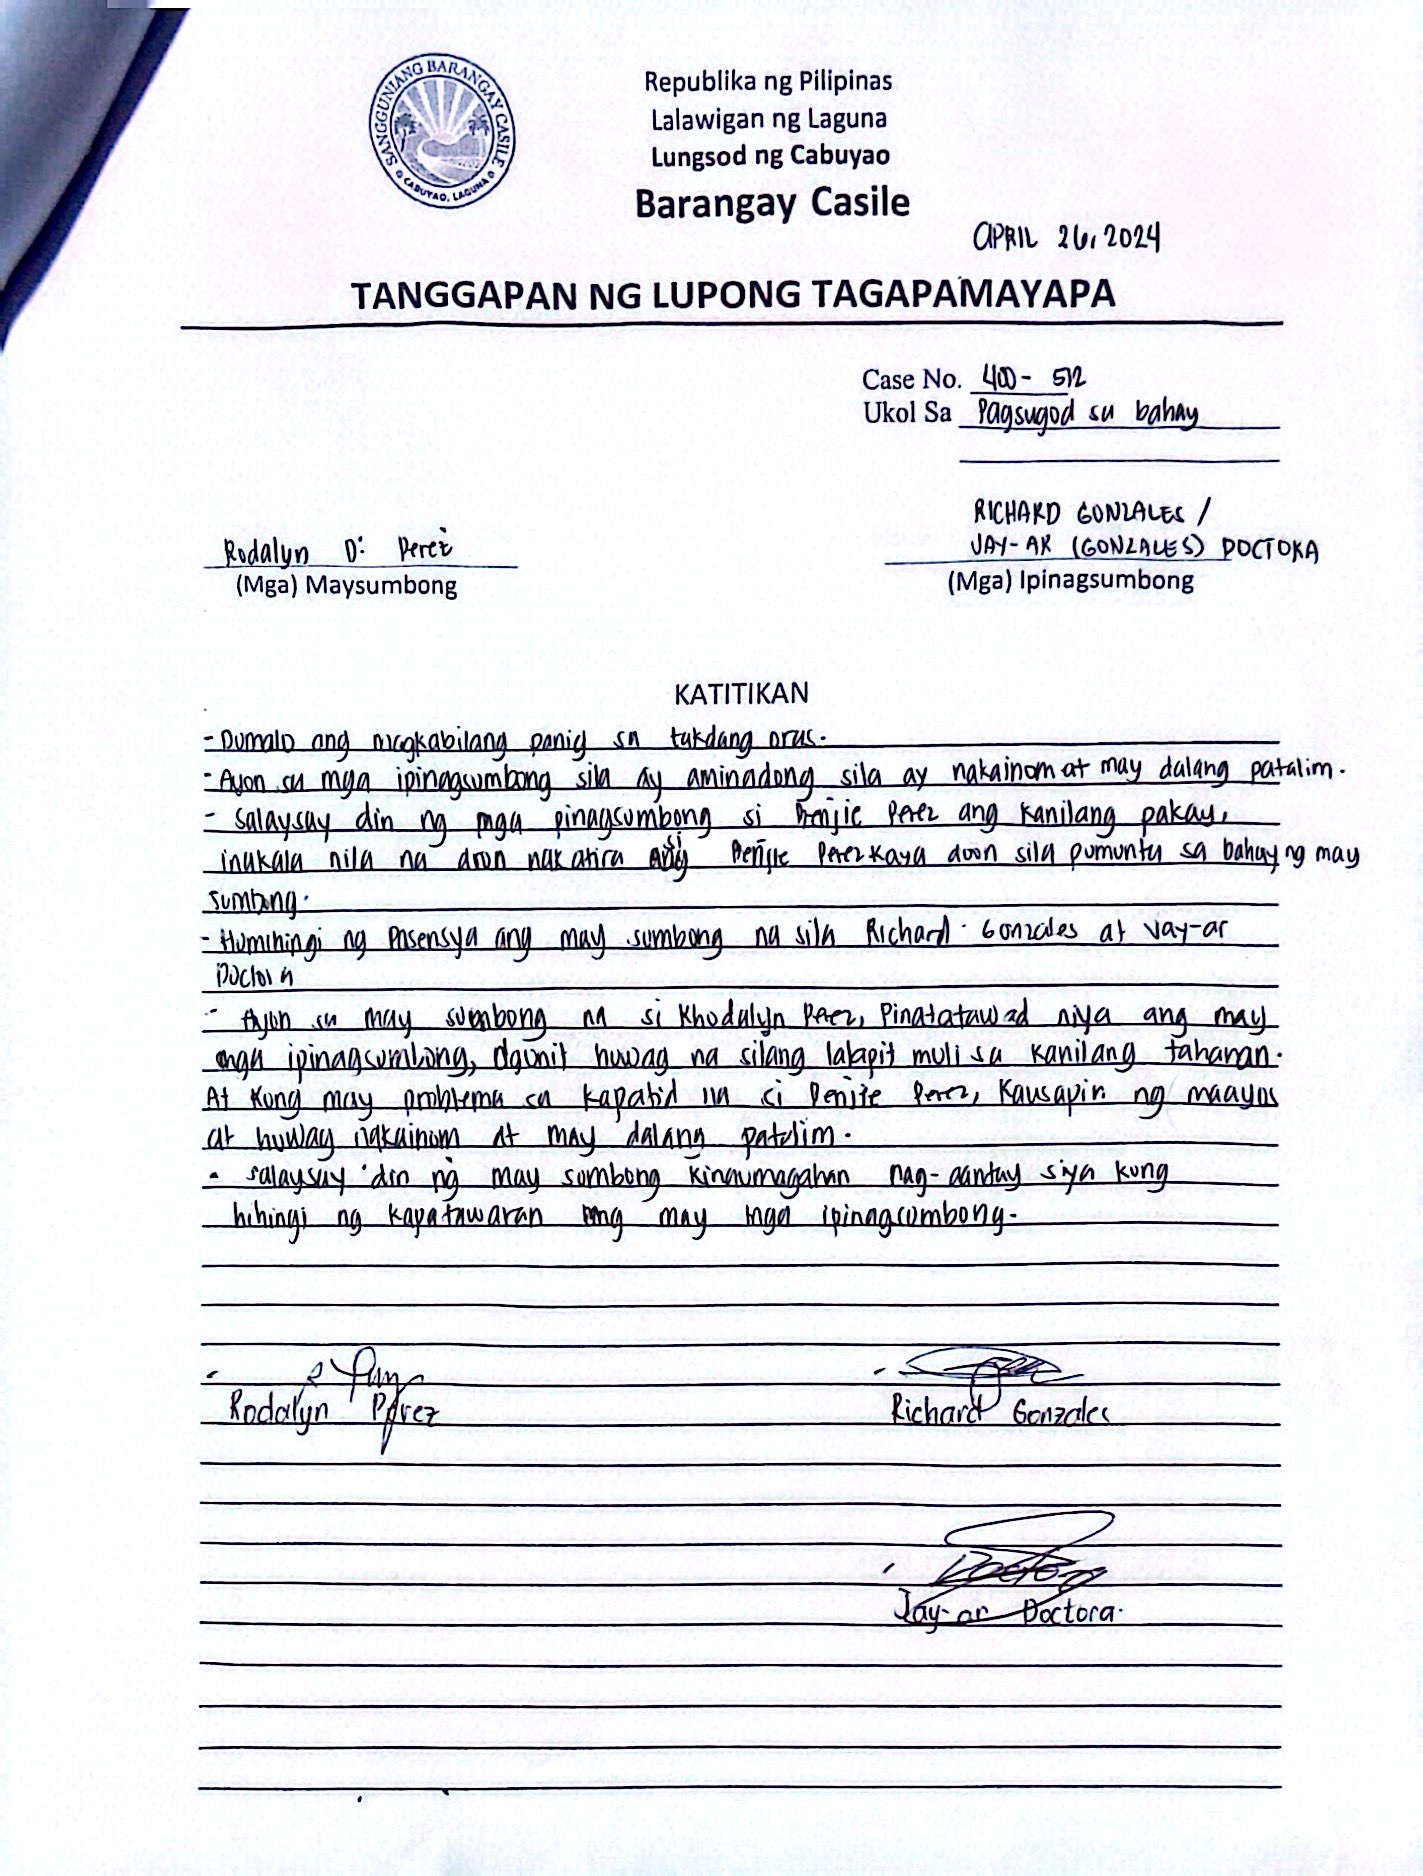 SANGGUNIANG BARANGAY CASILE
CABUYAO, LAGUNA
Republika ng Pilipinas
Lalawigan ng Laguna
Lungsod ng Cabuyao
Barangay Casile
APRIL 26, 2024
TANGGAPAN NG LUPONG TAGAPAMAYAPA
Case No. 400 - 512
Ukol Sa Pagsugod sa bahay
RICHARD GONZALES /
Rodalyn D. Perez
JAY-AR (GONZALES) DOCTORA
(Mga) Maysumbong
(Mga) Ipinagsumbong
KATITIKAN
- Dumalo ang magkabilang panig sa takdang oras.
- Ayon sa mga ipinagsumbong sila ay aminadong sila ay nakainom at may dalang patalim.
- Salaysay din ng mga pinagsumbong si Benjie Perez ang kanilang pakay,
inakala nila na doon nakatira si Benjie Perez kaya doon sila pumunta sa bahay ng may
sumbong.
- Humihingi ng Pasensya ang may sumbong na sila Richard Gonzales at Jay-ar
Doctora
- Ayon sa may sumbong na si Rhodalyn Perez, Pinatatawad niya ang may
mga ipinagsumbong, Ngunit huwag na silang lalapit muli sa kanilang tahanan.
At kung may problema sa kapatid na si Benjie Perez, Kausapin ng maayos
at huwag nakainom at may dalang patalim.
- Salaysay din ng may sumbong kinaumagahan nag-aantay siya kung
hihingi ng kapatawaran ang may mga ipinagsumbong.
Rodalyn Perez
Richard Gonzales
Jay-ar Doctora